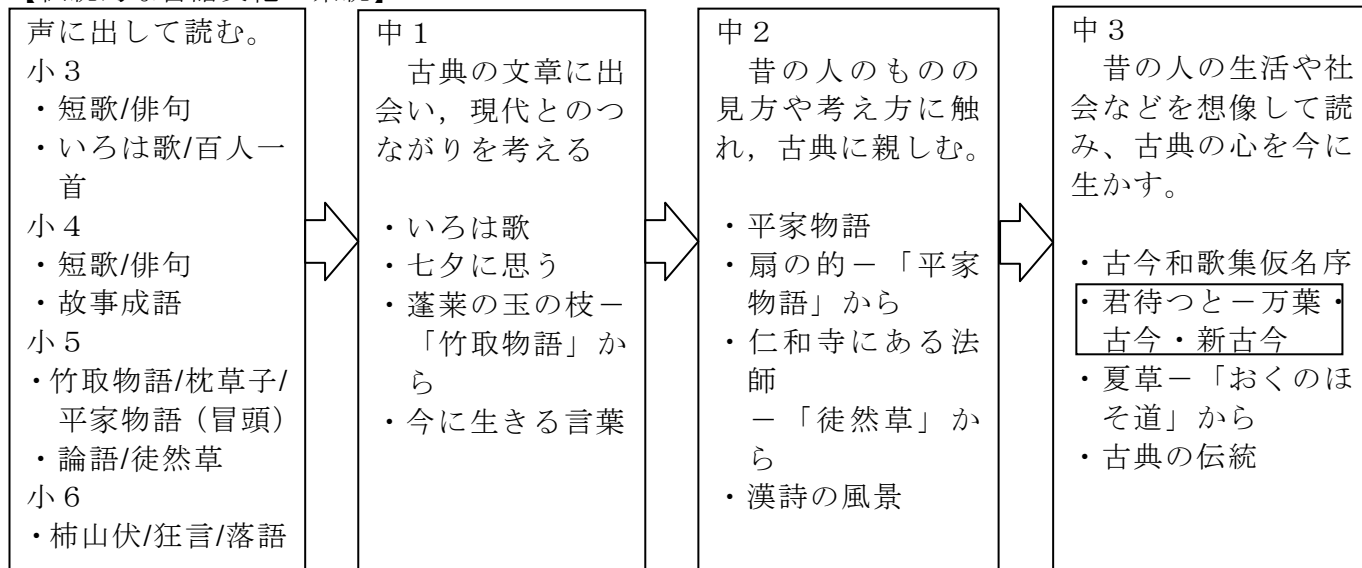 声に出して読む。
小３
・短歌/俳句
・いろは歌/百人一
首
小４
・短歌/俳句
・故事成語
小５
・竹取物語/枕草子/
平家物語（冒頭）
・論語/徒然草
小６
・柿山伏/狂言/落語
中１
古典の文章に出
会い，現代とのつ
ながりを考える
・いろは歌
・七夕に思う
・蓬莱の玉の枝－
「竹取物語」か
ら
・今に生きる言葉
中２
昔の人のものの
見方や考え方に触
れ，古典に親しむ。
・平家物語
・扇の的－「平家
物語」から
・仁和寺にある法
師
－「徒然草」か
ら
・漢詩の風景
中３
昔の人の生活や社
会などを想像して読
み、古典の心を今に
生かす。
・古今和歌集仮名序
・君待つと－万葉・
古今・新古今
・夏草－「おくのほ
そ道」から
・古典の伝統